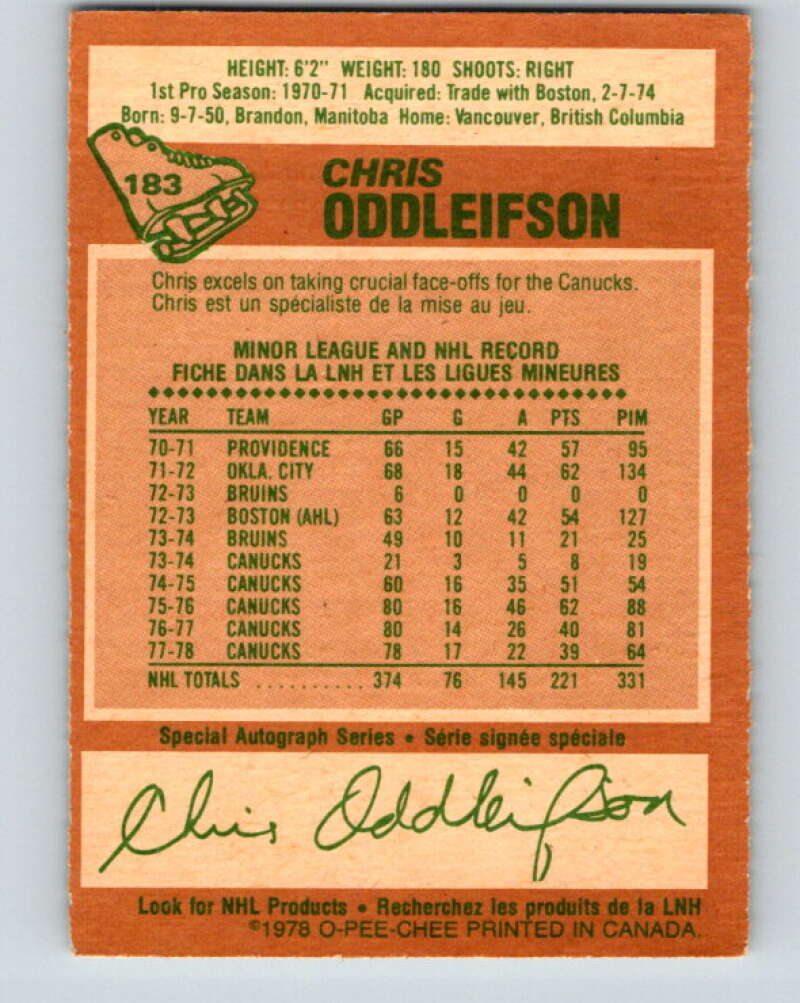 HEIGHT: 6'2" WEIGHT: 180 SHOOTS: RIGHT
1st Pro Season: 1970-71 Acquired: Trade with Boston, 2-7-74
Born: 9-7-50, Brandon, Manitoba Home: Vancouver, British Columbia
183
CHRIS
ODDLEIFSON
Chris excels on taking crucial face-offs for the Canucks.
Chris est un spécialiste de la mise au jeu.
MINOR LEAGUE AND NHL RECORD
FICHE DANS LA LNH ET LES LIGUES MINEURES
YEAR TEAM GP G A PTS PIM
70-71 PROVIDENCE 66 15 42 57 95
71-72 OKLA. CITY 68 18 44 62 134
72-73 BRUINS 6 0 0 0 0
72-73 BOSTON (AHL) 63 12 42 54 127
73-74 BRUINS 49 10 11 21 25
73-74 CANUCKS 21 3 5 8 19
74-75 CANUCKS 60 16 35 51 54
75-76 CANUCKS 80 16 46 62 88
76-77 CANUCKS 80 14 26 40 81
77-78 CANUCKS 78 17 22 39 64
NHL TOTALS .......... 374 76 145 221 331
Special Autograph Series • Série signée spéciale
Chris Oddleifson
Look for NHL Products • Recherchez les produits de la LNH
©1978 O-PEE-CHEE PRINTED IN CANADA.